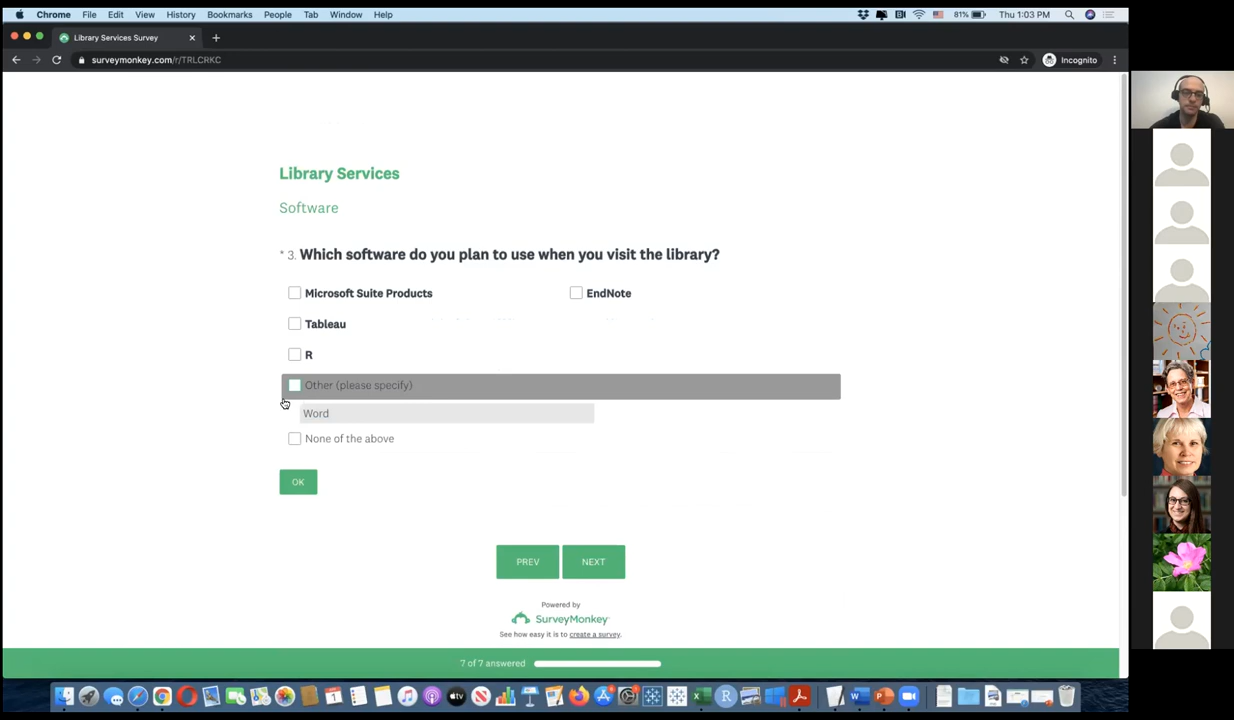 Chrome File Edit View History Bookmarks People Tab Window Help
81% Thu 1:03 PM
Library Services Survey
surveymonkey.com/r/TRLCRKC
Incognito
Library Services
Software
* 3. Which software do you plan to use when you visit the library?
Microsoft Suite Products EndNote
Tableau
R
Other (please specify)
Word
None of the above
OK
PREV NEXT
Powered by
SurveyMonkey
See how easy it is to create a survey.
7 of 7 answered